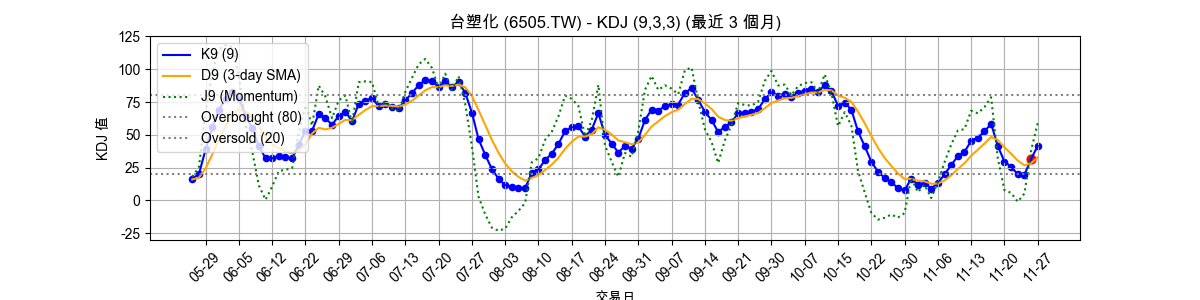 台塑化 (6505.TW) - KDJ (9,3,3) (最近 3 個月)
KDJ 值
125
100
75
50
25
0
-25
K9 (9)
D9 (3-day SMA)
J9 (Momentum)
Overbought (80)
Oversold (20)
05-29 06-05 06-12 06-22 06-29 07-06 07-13 07-20 07-27 08-03 08-10 08-17 08-24 08-31 09-07 09-14 09-21 09-30 10-07 10-15 10-22 10-30 11-06 11-13 11-20 11-27
交易日